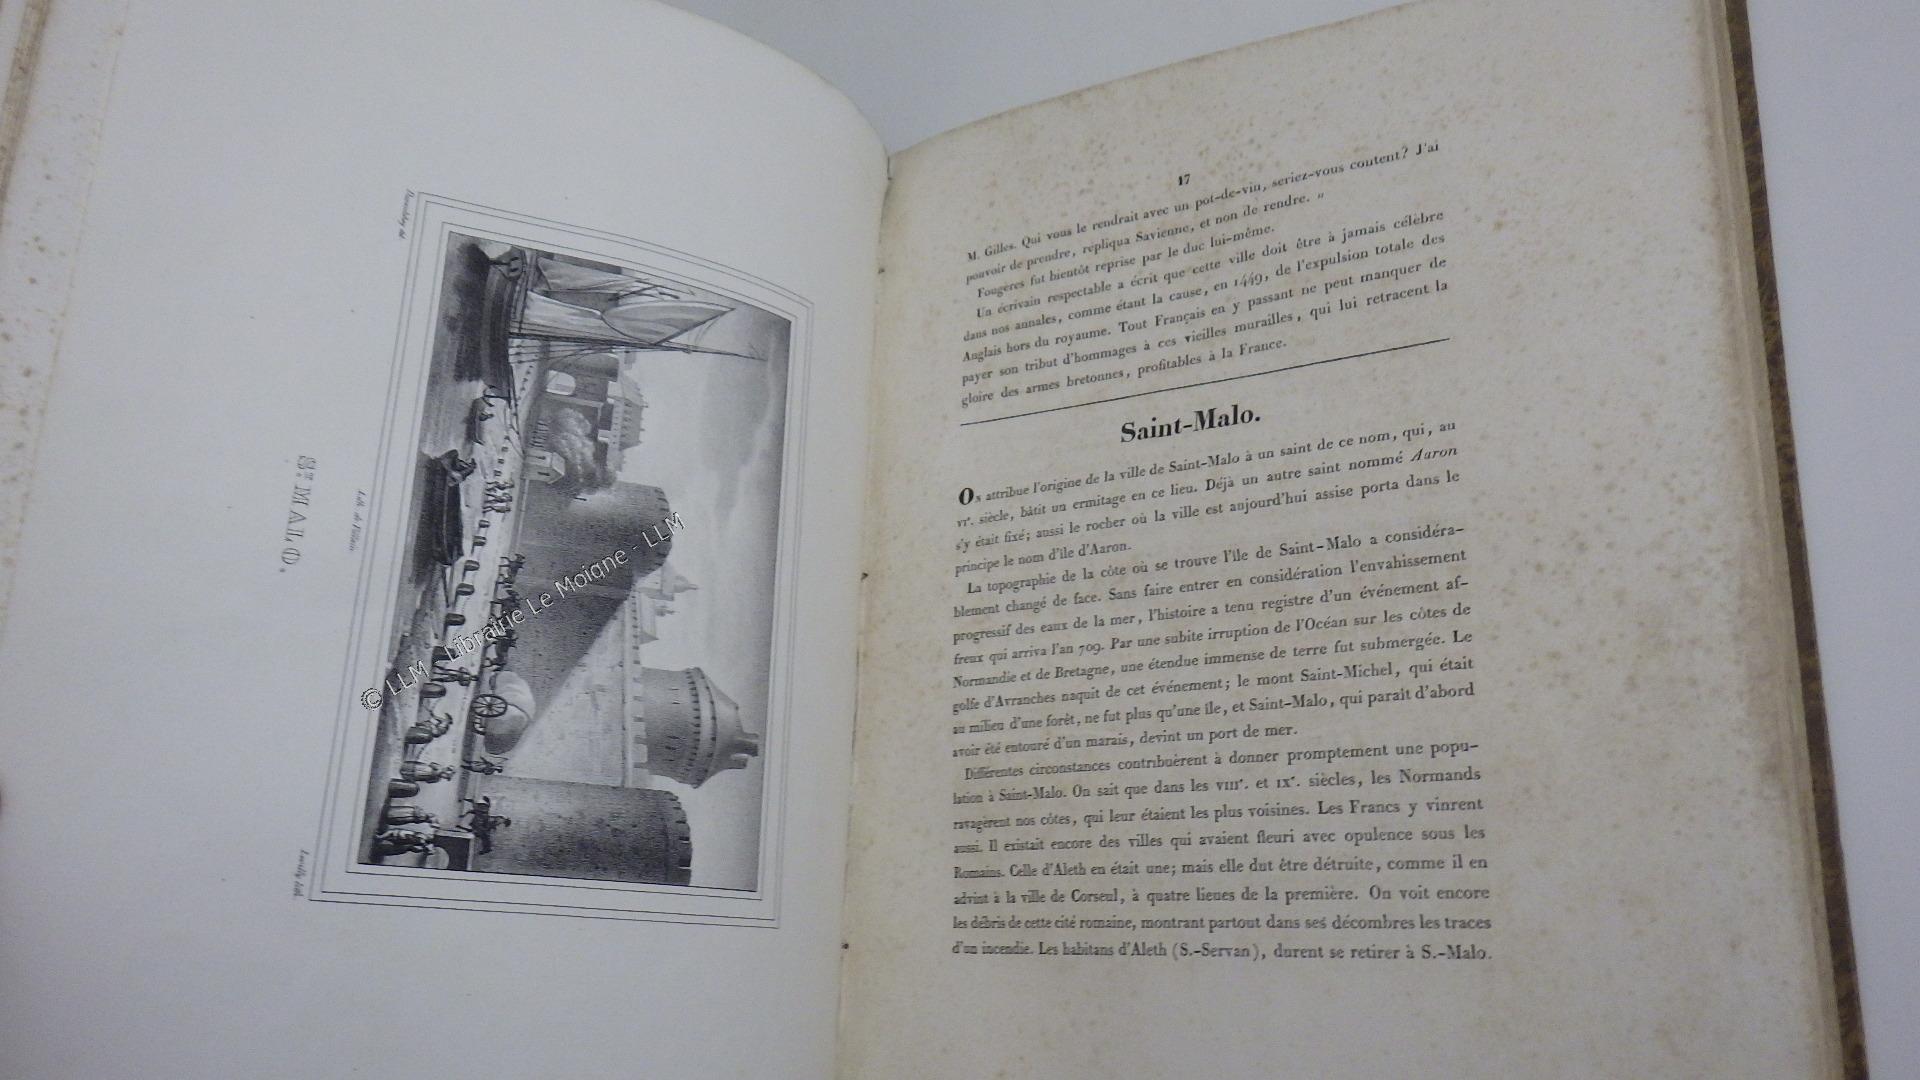 Lith. de Villain
St. MALO.
© LLM - Librairie Le Moigne - LLM
17
M. Gilles. Qui vous le rendrait avec un pot-de-vin, seriez-vous content? J'ai
pouvoir de prendre, répliqua Savienne, et non de rendre. »
Fougères fut bientôt reprise par le duc lui-même.
Un écrivain respectable a écrit que cette ville doit être à jamais célèbre
dans nos annales, comme étant la cause, en 1449, de l'expulsion totale des
Anglais hors du royaume. Tout Français en y passant ne peut manquer de
payer son tribut d'hommages à ces vieilles murailles, qui lui retracent la
gloire des armes bretonnes, profitables à la France.
Saint-Malo.
On attribue l'origine de la ville de Saint-Malo à un saint de ce nom, qui, au
VIe. siècle, bâtit un ermitage en ce lieu. Déjà un autre saint nommé Aaron
s'y était fixé; aussi le rocher où la ville est aujourd'hui assise porta dans le
principe le nom d'île d'Aaron.
La topographie de la côte où se trouve l'île de Saint-Malo a considéra-
blement changé de face. Sans faire entrer en considération l'envahissement
progressif des eaux de la mer, l'histoire a tenu registre d'un événement af-
freux qui arriva l'an 709. Par une subite irruption de l'Océan sur les côtes de
Normandie et de Bretagne, une étendue immense de terre fut submergée. Le
golfe d'Avranches naquit de cet événement; le mont Saint-Michel, qui était
au milieu d'une forêt, ne fut plus qu'une île, et Saint-Malo, qui paraît d'abord
avoir été entouré d'un marais, devint un port de mer.
Différentes circonstances contribuèrent à donner promptement une popu-
lation à Saint-Malo. On sait que dans les VIIIe. et IXe. siècles, les Normands
ravagèrent nos côtes, qui leur étaient les plus voisines. Les Francs y vinrent
aussi. Il existait encore des villes qui avaient fleuri avec opulence sous les
Romains. Celle d'Aleth en était une; mais elle dut être détruite, comme il en
advint à la ville de Corseul, à quatre lieues de la première. On voit encore
les débris de cette cité romaine, montrant partout dans ses décombres les traces
d'un incendie. Les habitans d'Aleth (S.-Servan), durent se retirer à S.-Malo.